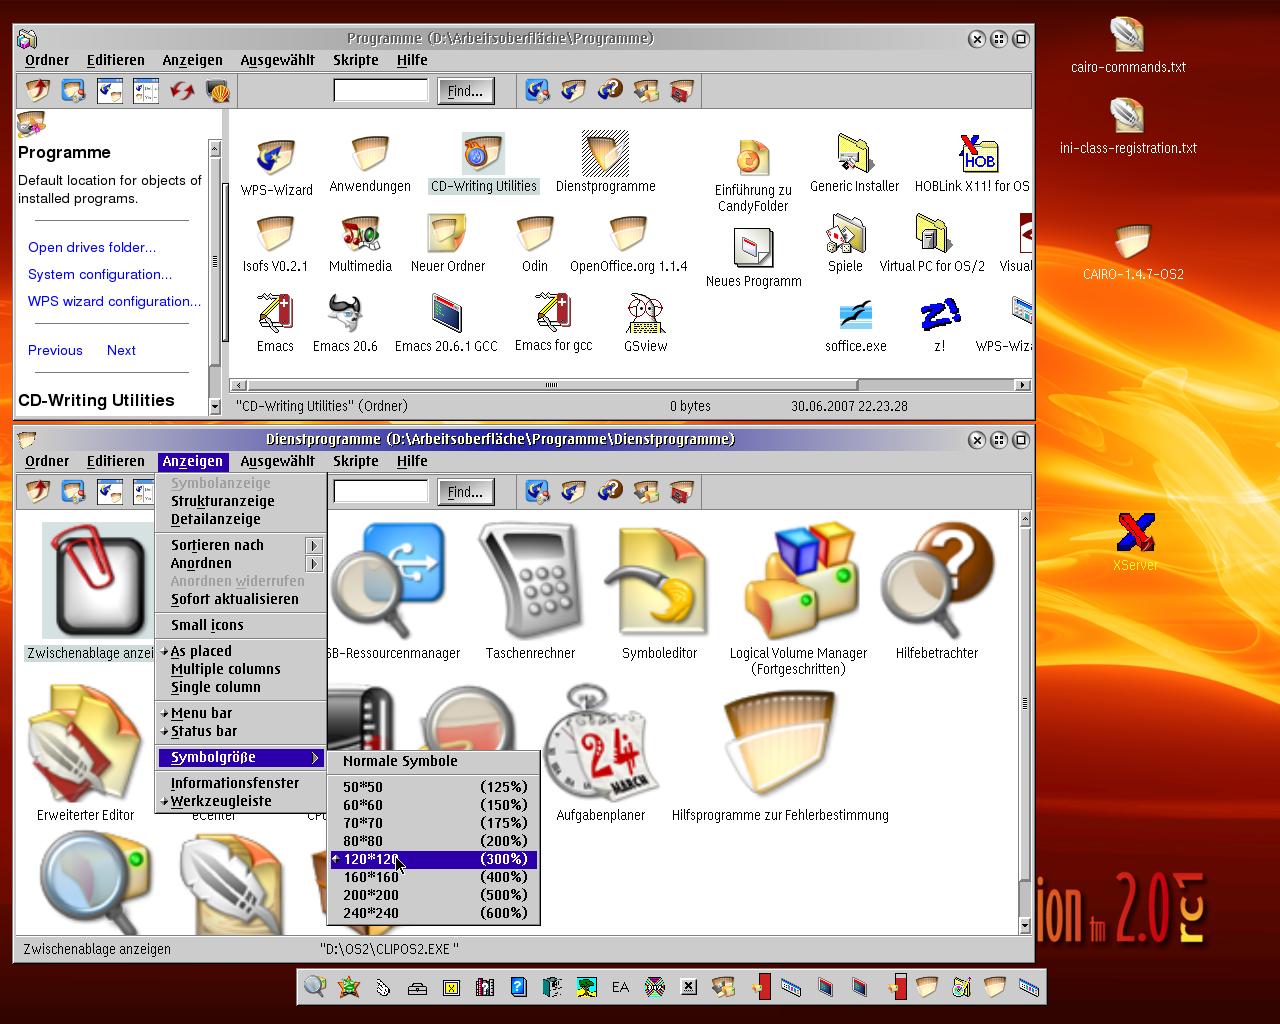 Programme (D:\Arbeitsoberfläche\Programme)
Ordner Editieren Anzeigen Ausgewählt Skripte Hilfe
Find...
Programme
Default location for objects of
installed programs.
Open drives folder...
System configuration...
WPS wizard configuration...
Previous Next
CD-Writing Utilities
WPS-Wizard Anwendungen CD-Writing Utilities Dienstprogramme Einführung zu
CandyFolder Generic Installer HOBLink X11! for OS
HOB
Isofs V0.2.1 Multimedia Neuer Ordner Odin OpenOffice.org 1.1.4 Neues Programm Spiele Virtual PC for OS/2 Visual
Emacs Emacs 20.6 Emacs 20.6.1 GCC Emacs for gcc GSview soffice.exe z! WPS-Wiza
"CD-Writing Utilities" (Ordner) 0 bytes 30.06.2007 22.23.28
Dienstprogramme (D:\Arbeitsoberfläche\Programme\Dienstprogramme)
Ordner Editieren Anzeigen Ausgewählt Skripte Hilfe
Find...
Symbolanzeige
Strukturanzeige
Detailanzeige
Sortieren nach
Anordnen
Anordnen widerrufen
Sofort aktualisieren
Small icons
As placed
Multiple columns
Single column
Menu bar
Status bar
Symbolgröße
Informationsfenster
Werkzeugleiste
Normale Symbole
50*50 (125%)
60*60 (150%)
70*70 (175%)
80*80 (200%)
120*120 (300%)
160*160 (400%)
200*200 (500%)
240*240 (600%)
Zwischenablage anzei SB-Ressourcenmanager Taschenrechner Symboleditor Logical Volume Manager
(Fortgeschritten) Hilfebetrachter
24
MARCH
Erweiterter Editor eCenter Aufgabenplaner Hilfsprogramme zur Fehlerbestimmung
Zwischenablage anzeigen "D:\OS2\CLIPOS2.EXE "
cairo-commands.txt
ini-class-registration.txt
CAIRO-1.4.7-OS2
XServer
ion tm 2.0 rc1
EA